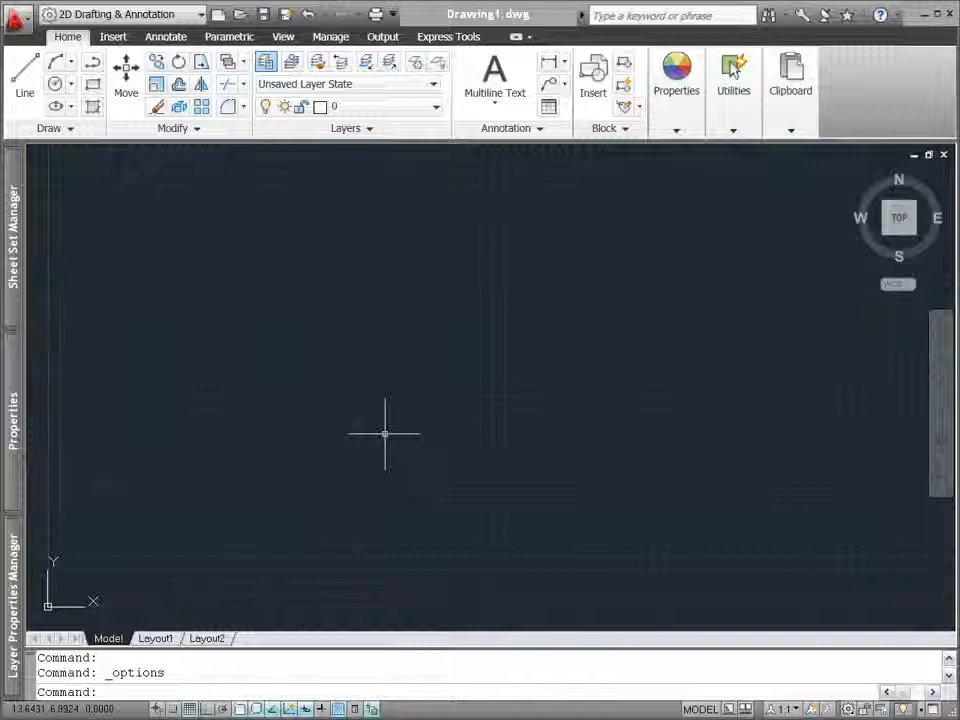 2D Drafting & Annotation
Drawing1.dwg
Type a keyword or phrase
Home Insert Annotate Parametric View Manage Output Express Tools
Line
Move
Unsaved Layer State
0
A
Multiline Text
Insert
Properties
Utilities
Clipboard
Draw
Modify
Layers
Annotation
Block
Sheet Set Manager
Properties
Layer Properties Manager
N
W
TOP
E
S
WCS
Y
X
Model Layout1 Layout2
Command:
Command: _options
Command:
13.6431, 6.8924, 0.0000
MODEL
1:1